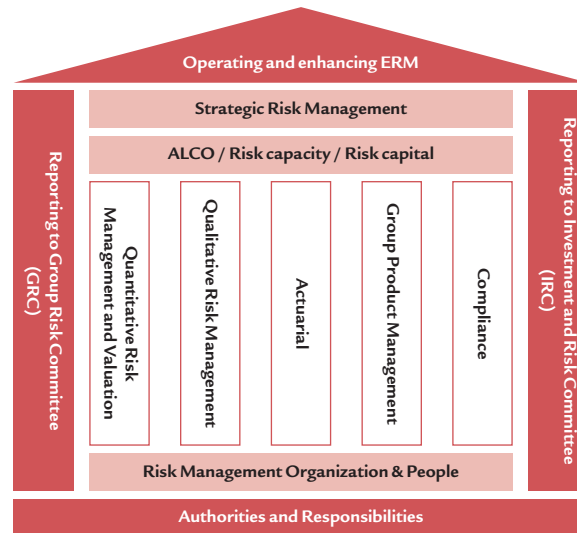 Operating and enhancing ERM
Strategic Risk Management
ALCO / Risk capacity / Risk capital
Reporting to Group Risk Committee
(GRC)
Quantitative Risk
Management and Valuation
Qualitative Risk Management
Actuarial
Group Product Management
Compliance
Reporting to Investment and Risk Committee
(IRC)
Risk Management Organization & People
Authorities and Responsibilities